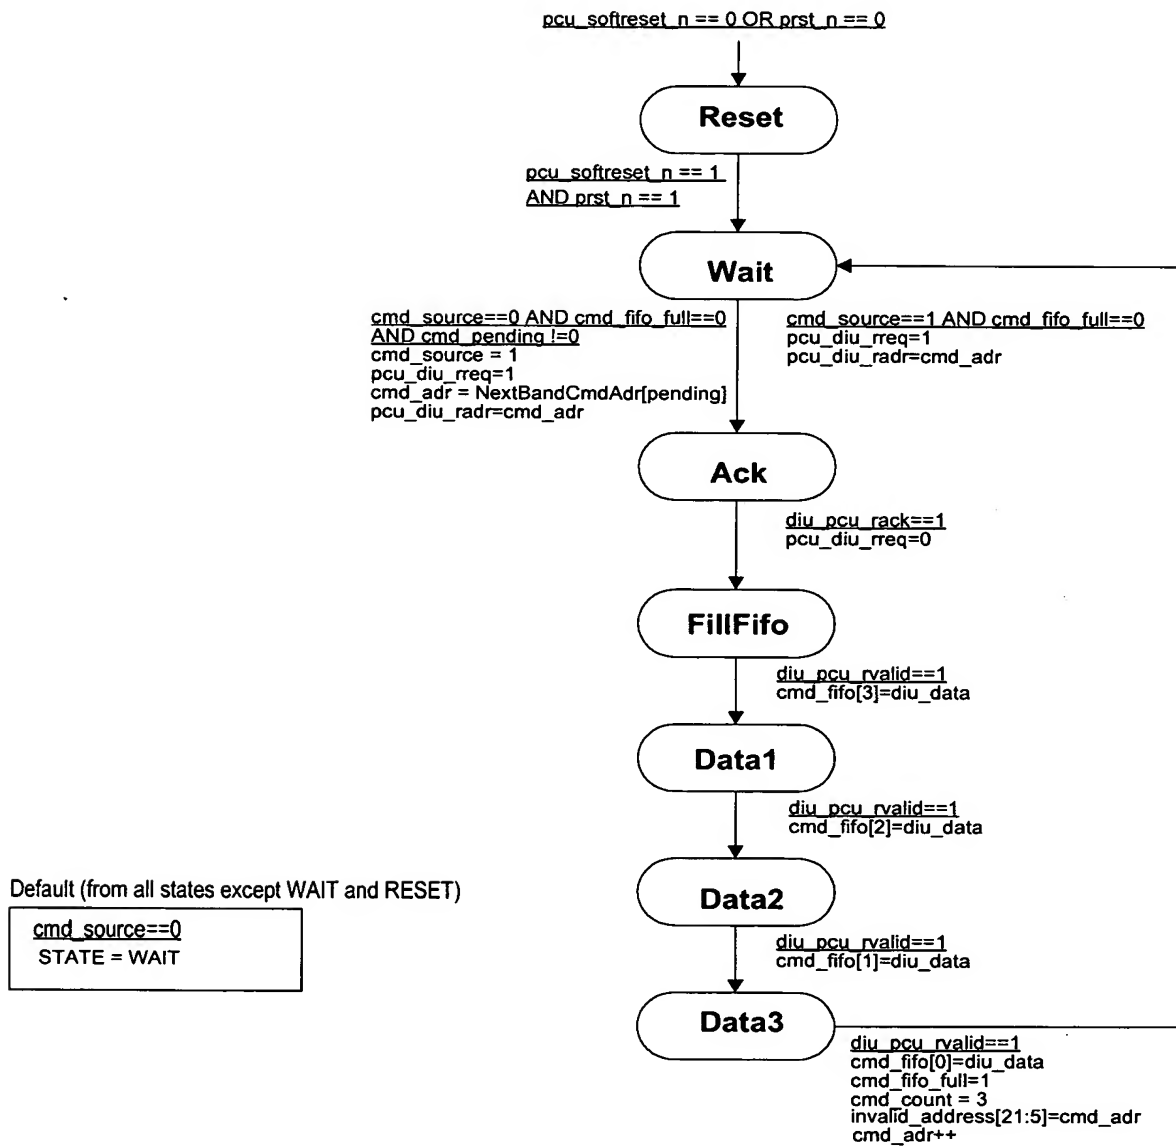 pcu_softreset_n == 0 OR prst_n == 0
Reset
pcu_softreset_n == 1
AND prst_n == 1
Wait
cmd_source==0 AND cmd_fifo_full==0
AND cmd_pending !=0
cmd_source = 1
pcu_diu_rreq=1
cmd_adr = NextBandCmdAdr[pending]
pcu_diu_radr=cmd_adr
cmd_source==1 AND cmd_fifo_full==0
pcu_diu_rreq=1
pcu_diu_radr=cmd_adr
Ack
diu_pcu_rack==1
pcu_diu_rreq=0
FillFifo
diu_pcu_rvalid==1
cmd_fifo[3]=diu_data
Data1
diu_pcu_rvalid==1
cmd_fifo[2]=diu_data
Data2
diu_pcu_rvalid==1
cmd_fifo[1]=diu_data
Default (from all states except WAIT and RESET)
cmd_source==0
STATE = WAIT
Data3
diu_pcu_rvalid==1
cmd_fifo[0]=diu_data
cmd_fifo_full=1
cmd_count = 3
invalid_address[21:5]=cmd_adr
cmd_adr++